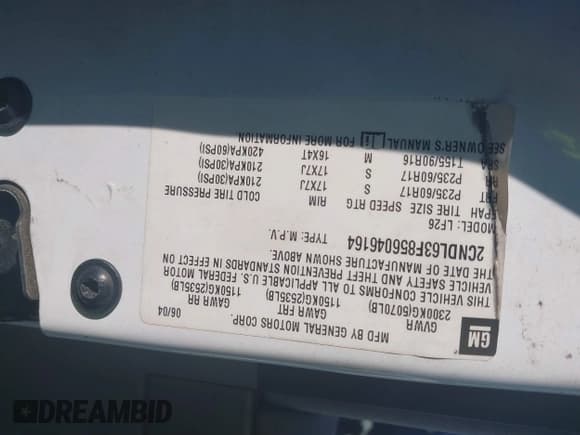 GM
MFD BY GENERAL MOTORS CORP. 06/04
GVWR GAWR FRT GAWR RR
2300KG(5070LB) 1150KG(2535LB) 1150KG(2535LB)
THIS VEHICLE CONFORMS TO ALL APPLICABLE U.S. FEDERAL MOTOR
VEHICLE SAFETY AND THEFT PREVENTION STANDARDS IN EFFECT ON
THE DATE OF MANUFACTURE SHOWN ABOVE.
2CNDL63F856046164 TYPE: M.P.V.
MODEL: LF26
EPAH TIRE SIZE SPEED RTG RIM COLD TIRE PRESSURE
FRT P235/60R17 S 17X7J 210KPA(30PSI)
RR P235/60R17 S 17X7J 210KPA(30PSI)
SPA T155/90R16 M 16X4T 420KPA(60PSI)
SEE OWNER'S MANUAL i FOR MORE INFORMATION
DREAMBID